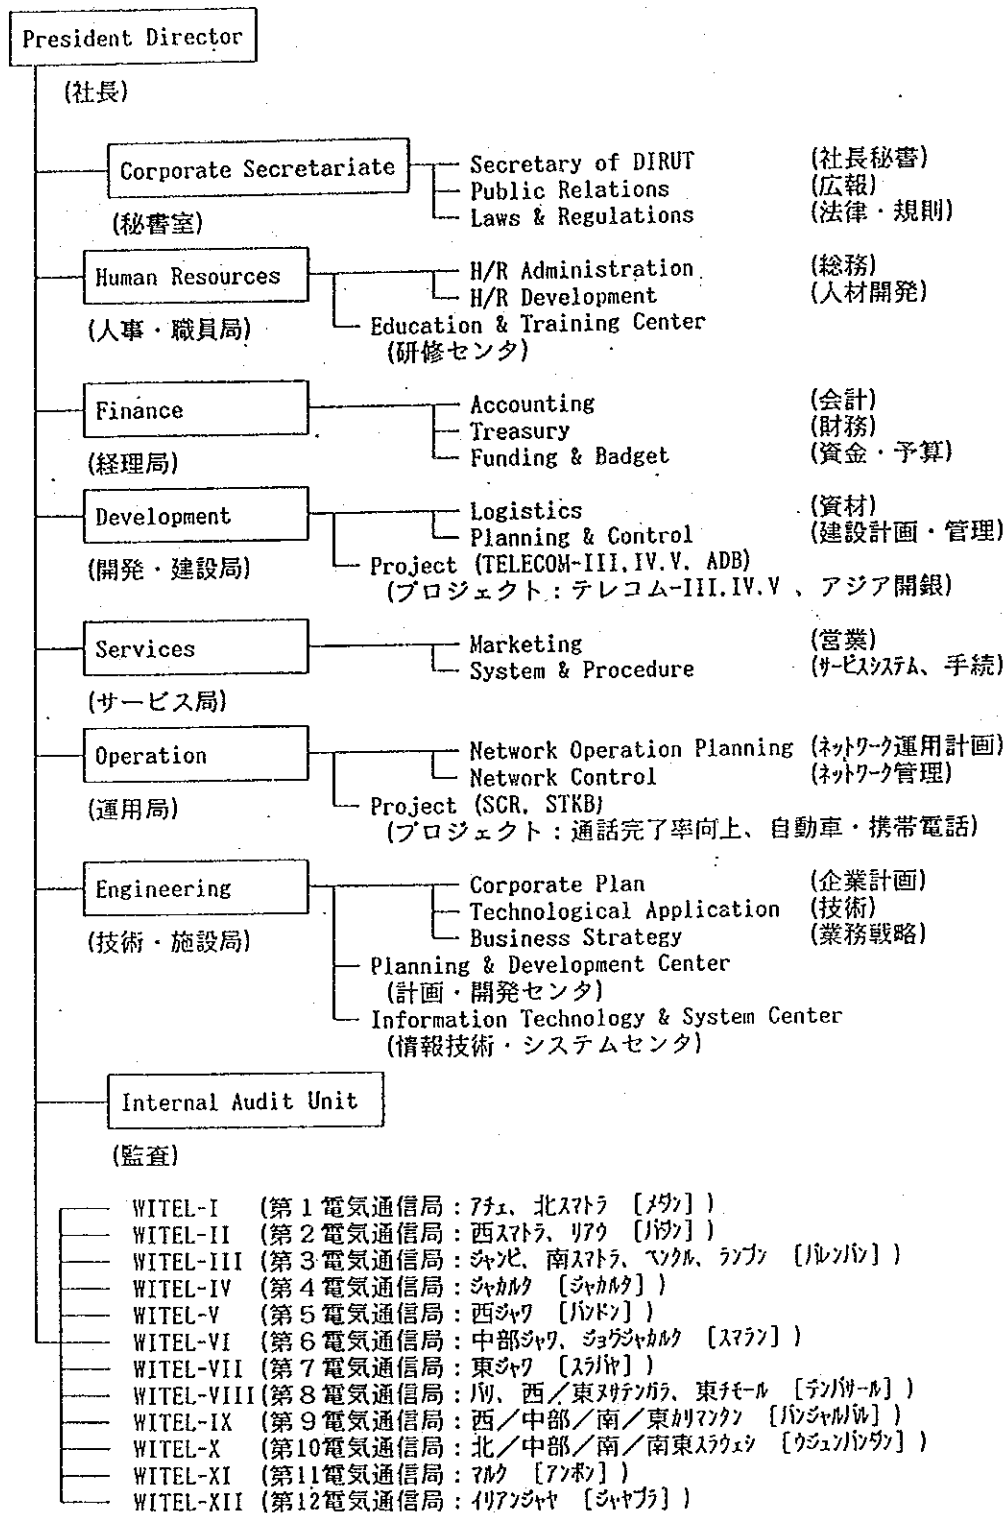 President Director
(社長)
Corporate Secretariate
Secretary of DIRUT (社長秘書)
Public Relations (広報)
Laws & Regulations (法律・規則)
(秘書室)
Human Resources
H/R Administration (総務)
H/R Development (人材開発)
(人事・職員局)
Education & Training Center
(研修センタ)
Finance
Accounting (会計)
Treasury (財務)
Funding & Badget (資金・予算)
(経理局)
Development
Logistics (資材)
Planning & Control (建設計画・管理)
(開発・建設局)
Project (TELECOM-III.IV.V. ADB)
(プロジェクト:テレコム-III.IV.V 、アジア開銀)
Services
Marketing (営業)
System & Procedure (サービスシステム、手続)
(サービス局)
Operation
Network Operation Planning (ネットワーク運用計画)
Network Control (ネットワーク管理)
(運用局)
Project (SCR, STKB)
(プロジェクト:通話完了率向上、自動車・携帯電話)
Engineering
Corporate Plan (企業計画)
Technological Application (技術)
Business Strategy (業務戦略)
(技術・施設局)
Planning & Development Center
(計画・開発センタ)
Information Technology & System Center
(情報技術・システムセンタ)
Internal Audit Unit
(監査)
WITEL-I (第1電気通信局:アチェ、北スマトラ [メダン] )
WITEL-II (第2電気通信局:西スマトラ、リアウ [パダン] )
WITEL-III (第3電気通信局:ジャンビ、南スマトラ、ベンクル、ランプン [パレンバン] )
WITEL-IV (第4電気通信局:ジャカルタ [ジャカルタ] )
WITEL-V (第5電気通信局:西ジャワ [バンドン] )
WITEL-VI (第6電気通信局:中部ジャワ、ジョグジャカルタ [スマラン] )
WITEL-VII (第7電気通信局:東ジャワ [スラバヤ] )
WITEL-VIII (第8電気通信局:バリ、西/東ヌサテンガラ、東チモール [デンパサール] )
WITEL-IX (第9電気通信局:西/中部/南/東カリマンタン [バンジャルバル] )
WITEL-X (第10電気通信局:北/中部/南/南東スラウェシ [ウジュンパンダン] )
WITEL-XI (第11電気通信局:マルク [アンボン] )
WITEL-XII (第12電気通信局:イリアンジャヤ [ジャヤプラ] )